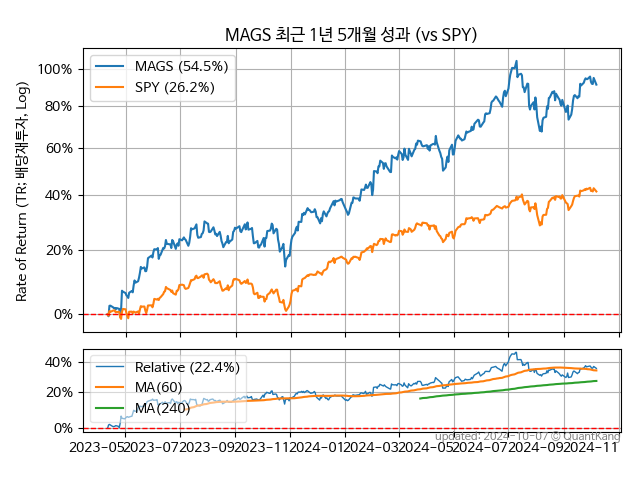 MAGS 최근 1년 5개월 성과 (vs SPY)
Rate of Return (TR: 배당재투자, Log)
100%
80%
60%
40%
20%
0%
MAGS (54.5%)
SPY (26.2%)
40%
20%
0%
Relative (22.4%)
MA(60)
MA(240)
2023-05
2023-07
2023-09
2023-11
2024-01
2024-03
2024-05
2024-07
2024-09
2024-11
updated: 2024-10-07 © QuantKang